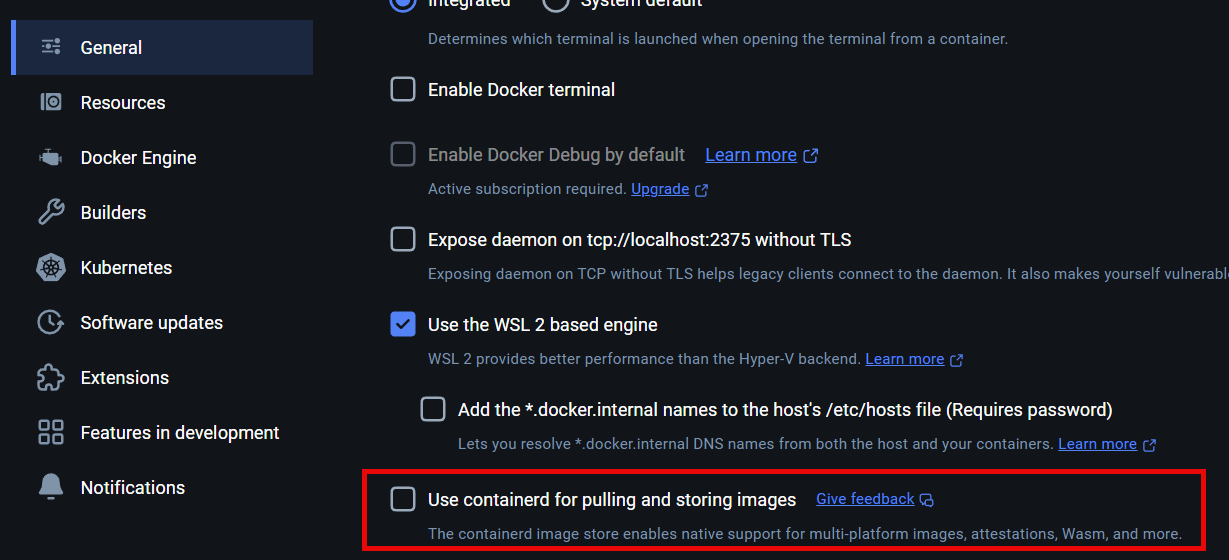 Integrated System default
General
Determines which terminal is launched when opening the terminal from a container.
Resources
Enable Docker terminal
Docker Engine
Enable Docker Debug by default Learn more
Active subscription required. Upgrade
Builders
Expose daemon on tcp://localhost:2375 without TLS
Kubernetes
Exposing daemon on TCP without TLS helps legacy clients connect to the daemon. It also makes yourself vulnerabl
Software updates
Use the WSL 2 based engine
WSL 2 provides better performance than the Hyper-V backend. Learn more
Extensions
Add the *.docker.internal names to the host's /etc/hosts file (Requires password)
Features in development
Lets you resolve *.docker.internal DNS names from both the host and your containers. Learn more
Notifications
Use containerd for pulling and storing images Give feedback
The containerd image store enables native support for multi-platform images, attestations, Wasm, and more.